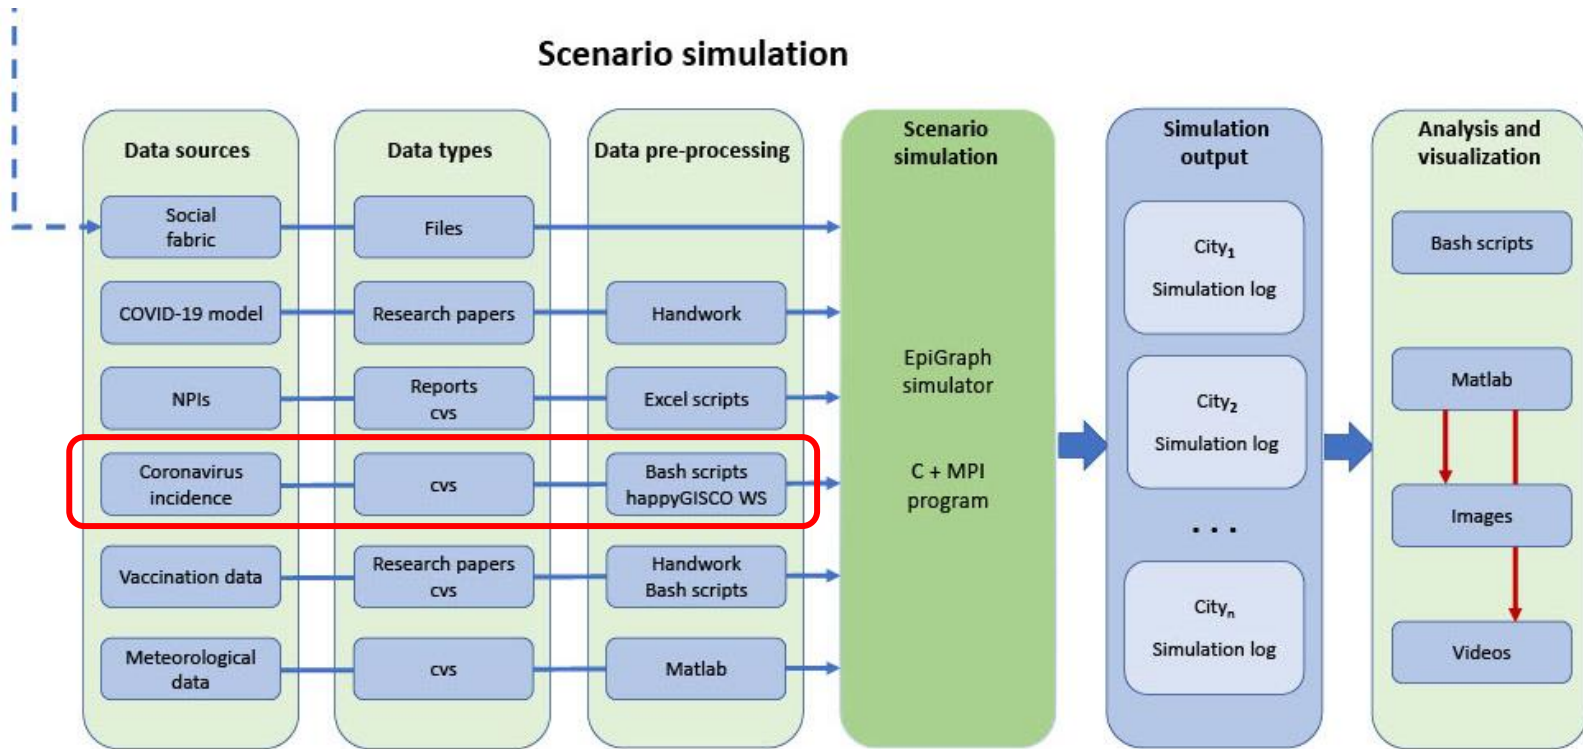 Scenario simulation
Data sources
Social
fabric
COVID-19 model
NPIs
Coronavirus
incidence
Vaccination data
Meteorological
data
Data types
Files
Research papers
Reports
cvs
cvs
Research papers
cvs
cvs
Data pre-processing
Handwork
Excel scripts
Bash scripts
happyGISCO WS
Handwork
Bash scripts
Matlab
Scenario
simulation
EpiGraph
simulator
C + MPI
program
Simulation
output
City1
Simulation log
City2
Simulation log
...
Cityn
Simulation log
Analysis and
visualization
Bash scripts
Matlab
Images
Videos